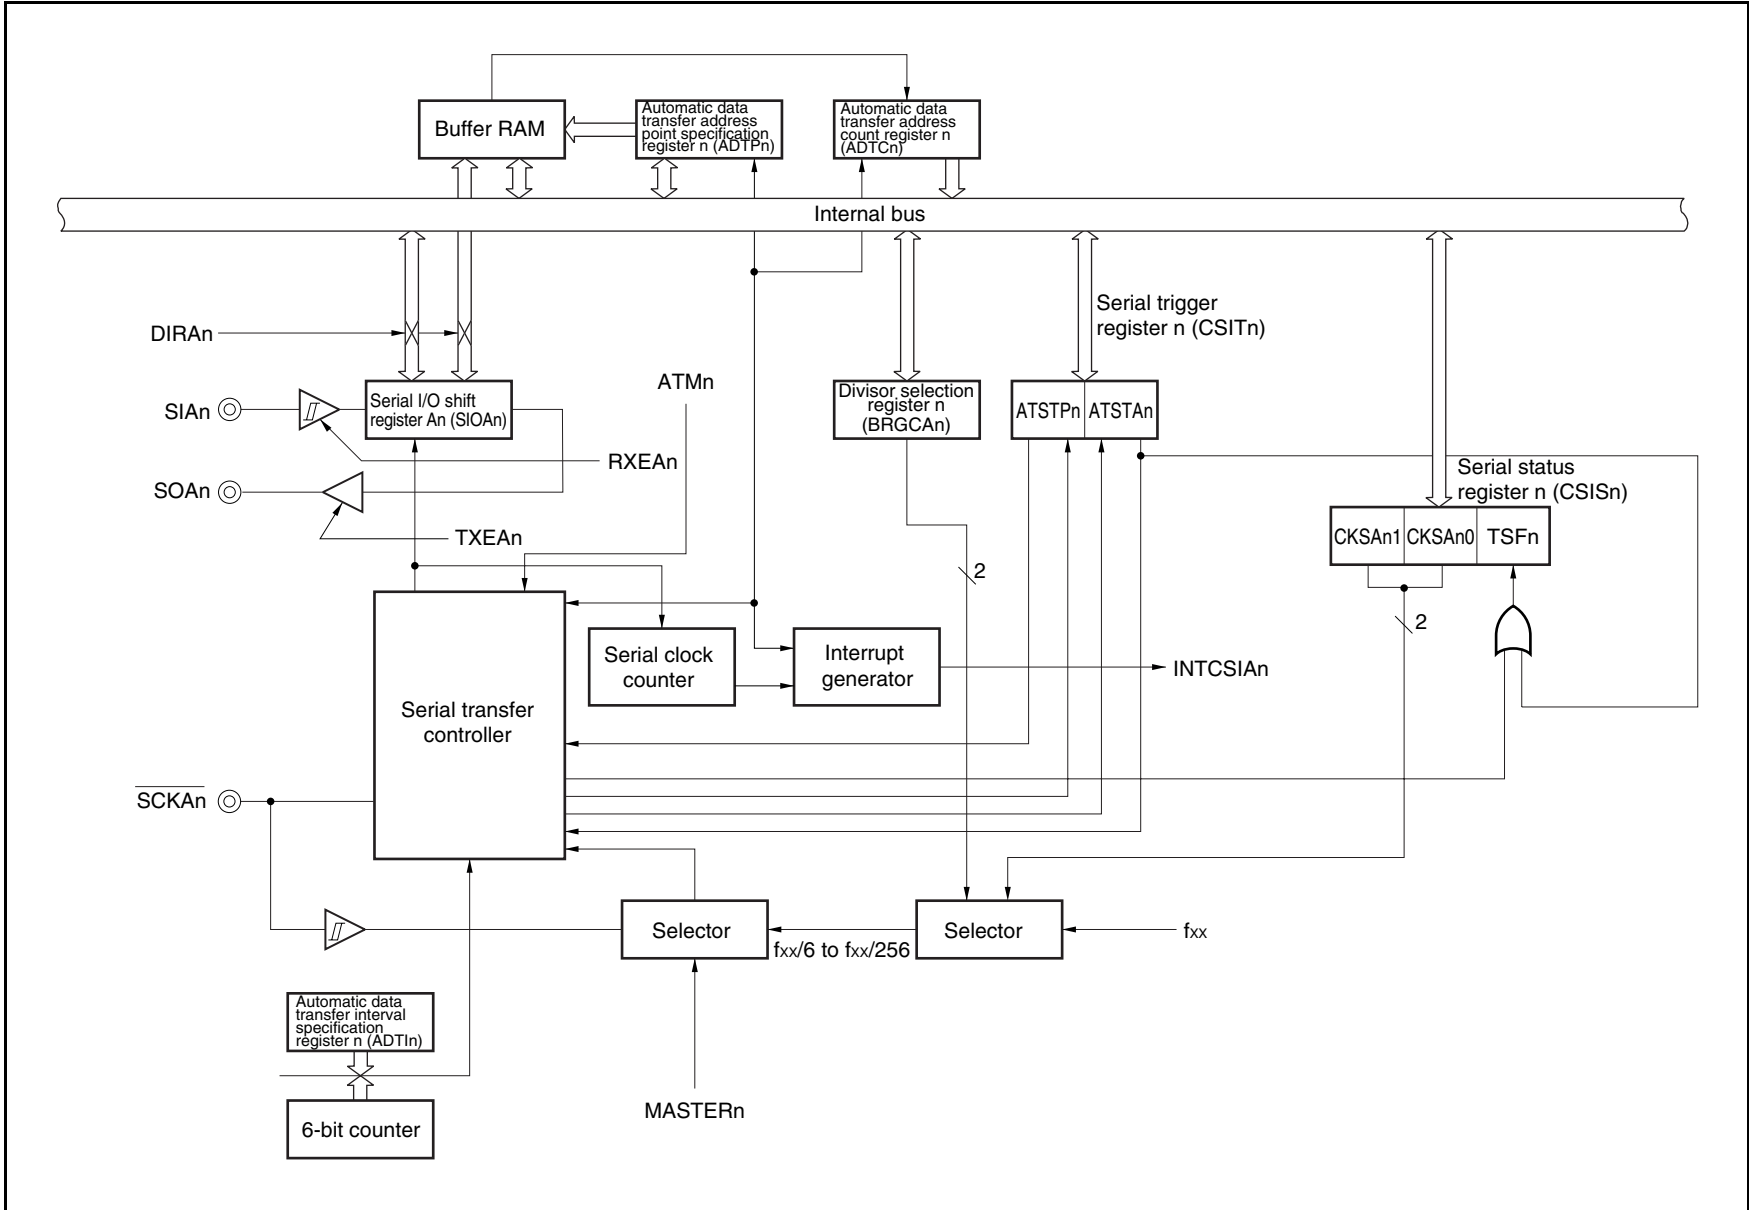 Buffer RAM
Automatic data
transfer address
point specification
register n (ADTPn)
Automatic data
transfer address
count register n
(ADTCn)
Internal bus
DIRAn
Serial trigger
register n (CSITn)
SIAn
Serial I/O shift
register An (SIOAn)
ATMn
Divisor selection
register n
(BRGCAn)
ATSTPn
ATSTAn
RXEAn
SOAn
Serial status
register n (CSISn)
TXEAn
CKSAn1
CKSAn0
TSFn
2
2
Serial clock
counter
Interrupt
generator
INTCSIAn
Serial transfer
controller
SCKAn
Selector
fxx/6 to fxx/256
Selector
fxx
Automatic data
transfer interval
specification
register n (ADTIn)
MASTERn
6-bit counter